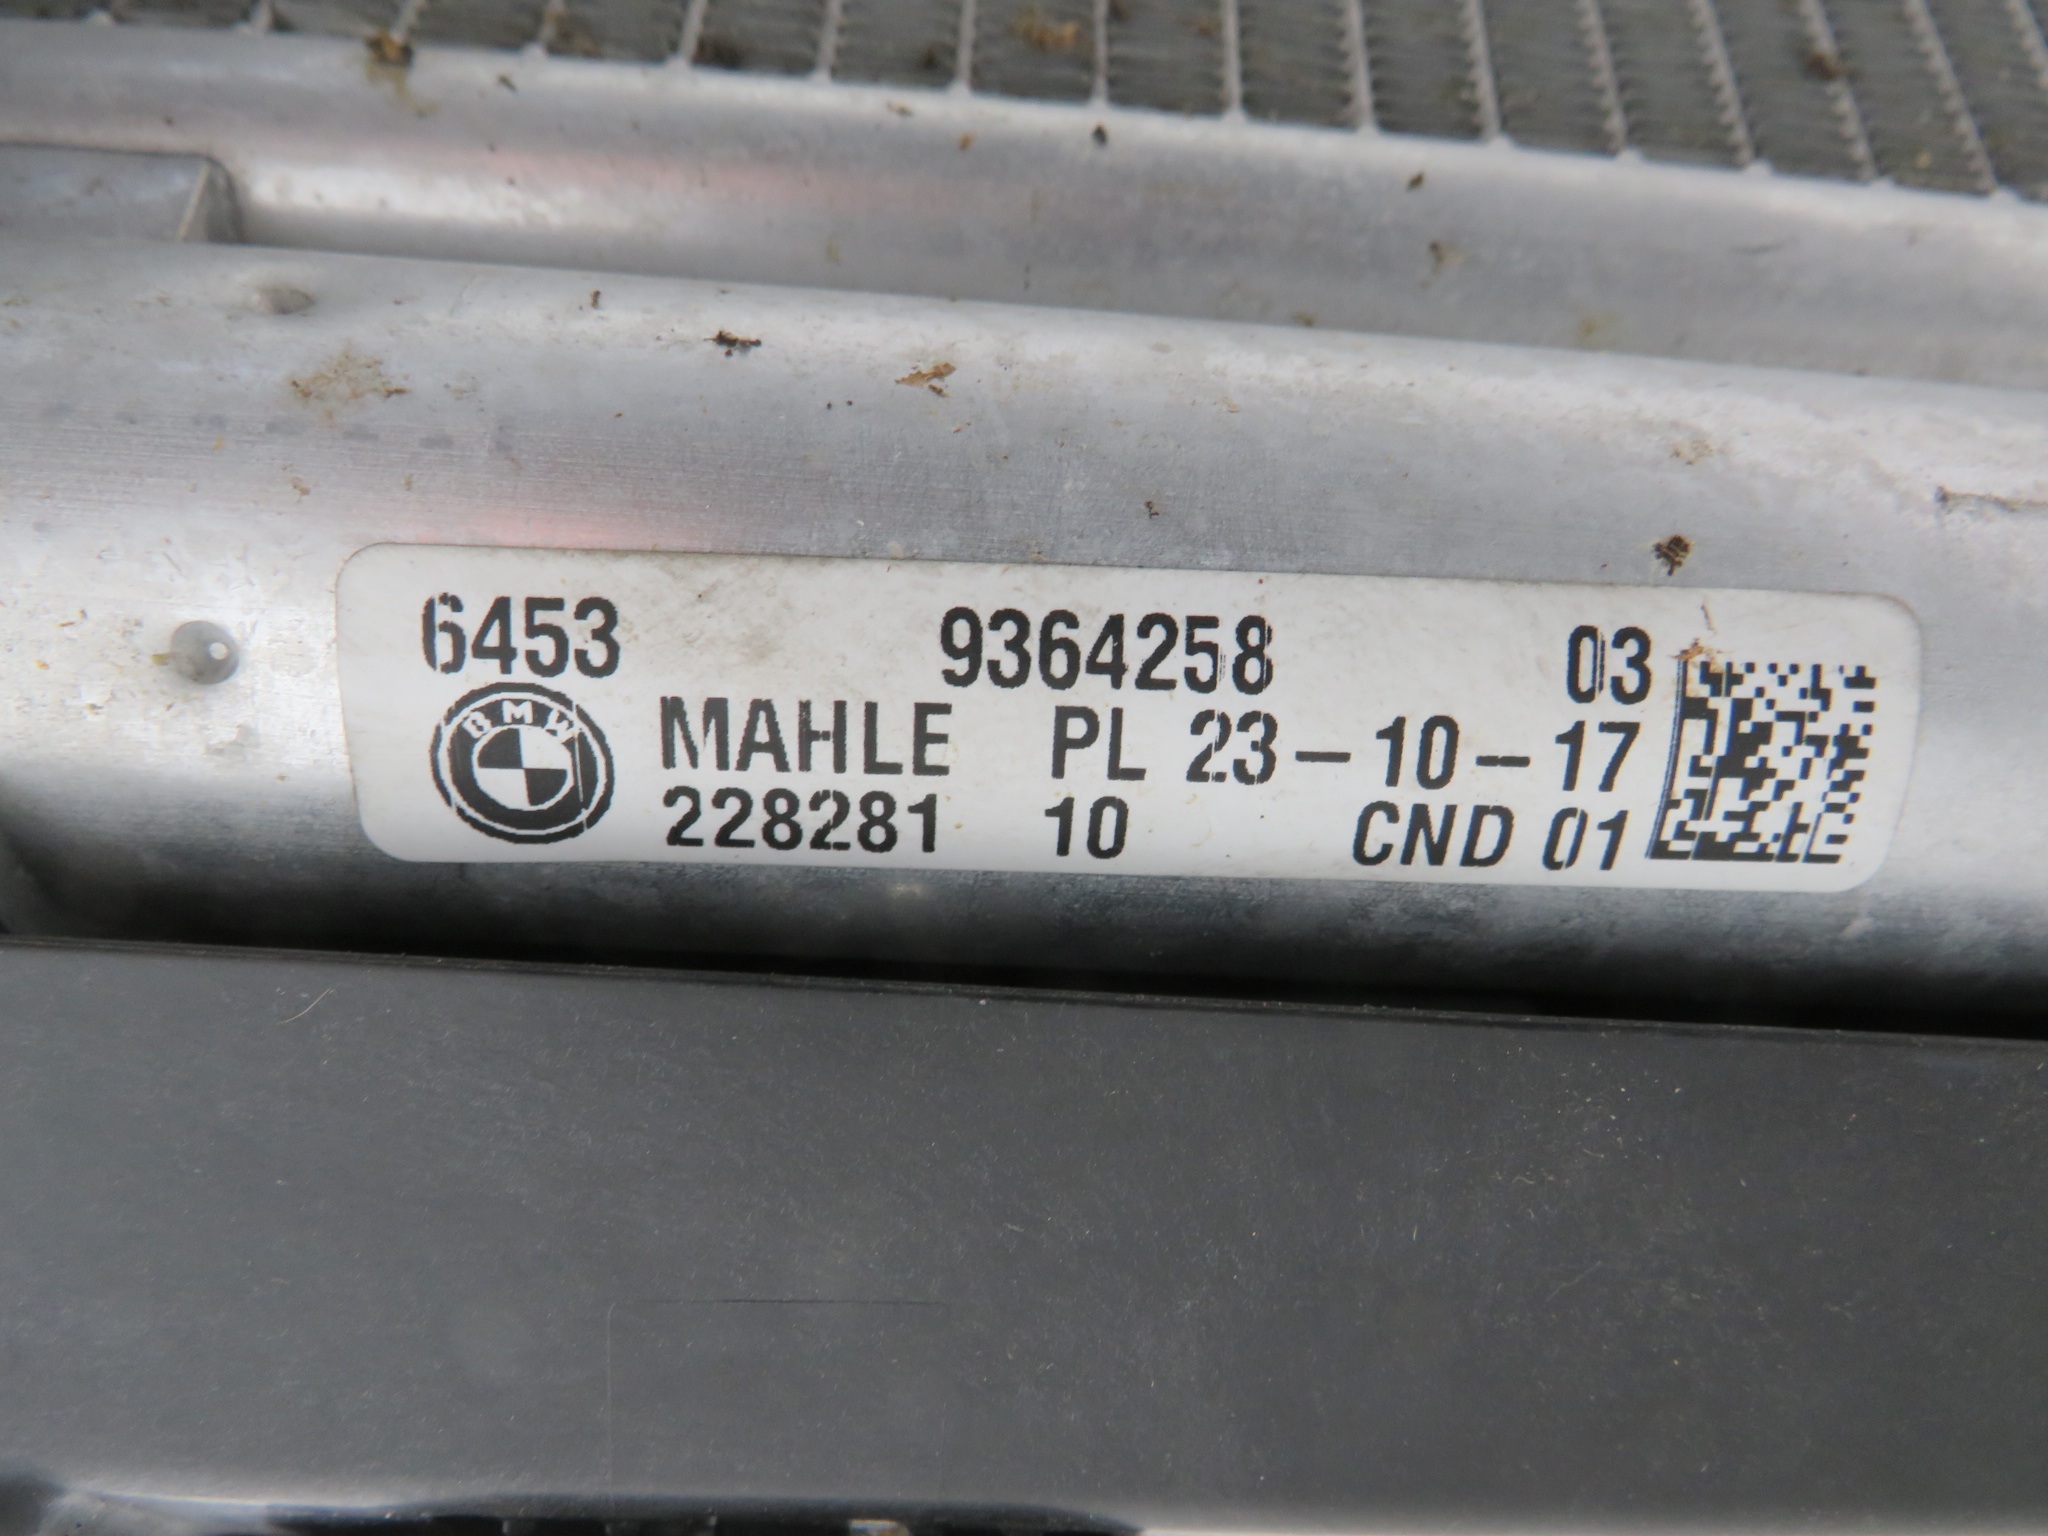 6453 9364258 03
BMW MAHLE PL 23-10-17
228281 10 CND 01